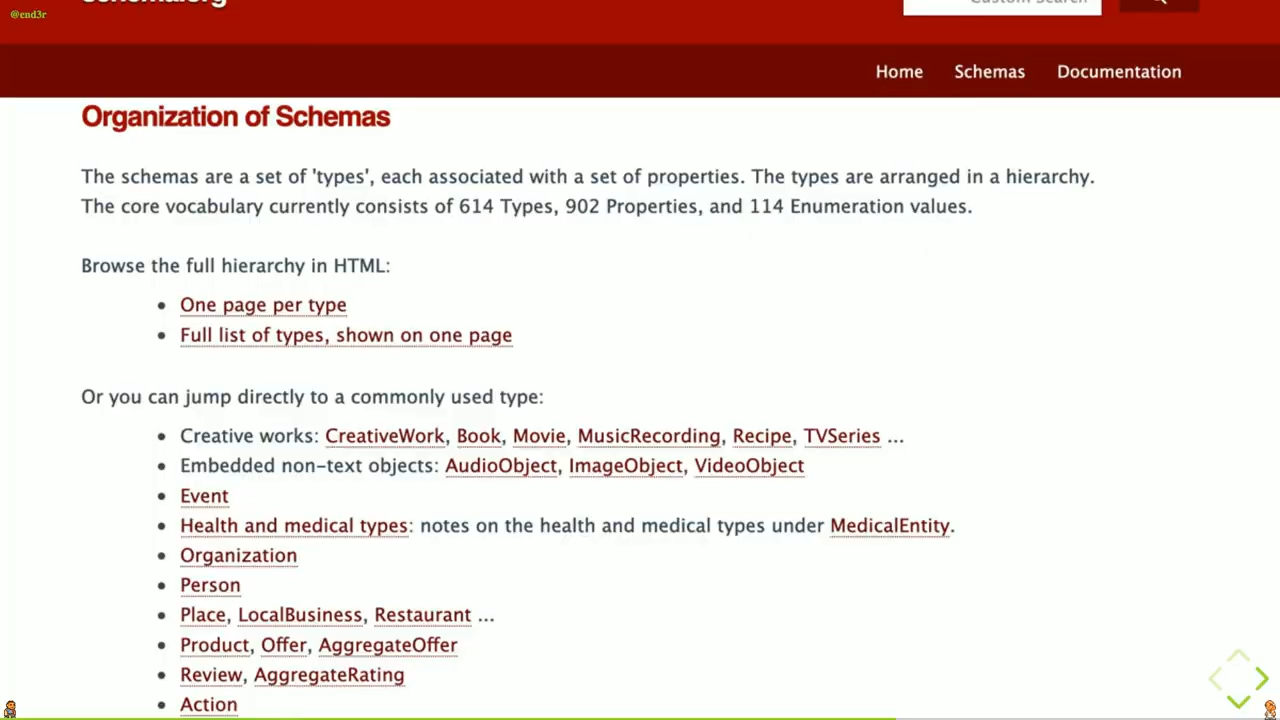 @end3r
schema.org
Custom Search
Home Schemas Documentation
Organization of Schemas
The schemas are a set of 'types', each associated with a set of properties. The types are arranged in a hierarchy.
The core vocabulary currently consists of 614 Types, 902 Properties, and 114 Enumeration values.
Browse the full hierarchy in HTML:
• One page per type
• Full list of types, shown on one page
Or you can jump directly to a commonly used type:
• Creative works: CreativeWork, Book, Movie, MusicRecording, Recipe, TVSeries ...
• Embedded non-text objects: AudioObject, ImageObject, VideoObject
• Event
• Health and medical types: notes on the health and medical types under MedicalEntity.
• Organization
• Person
• Place, LocalBusiness, Restaurant ...
• Product, Offer, AggregateOffer
• Review, AggregateRating
• Action